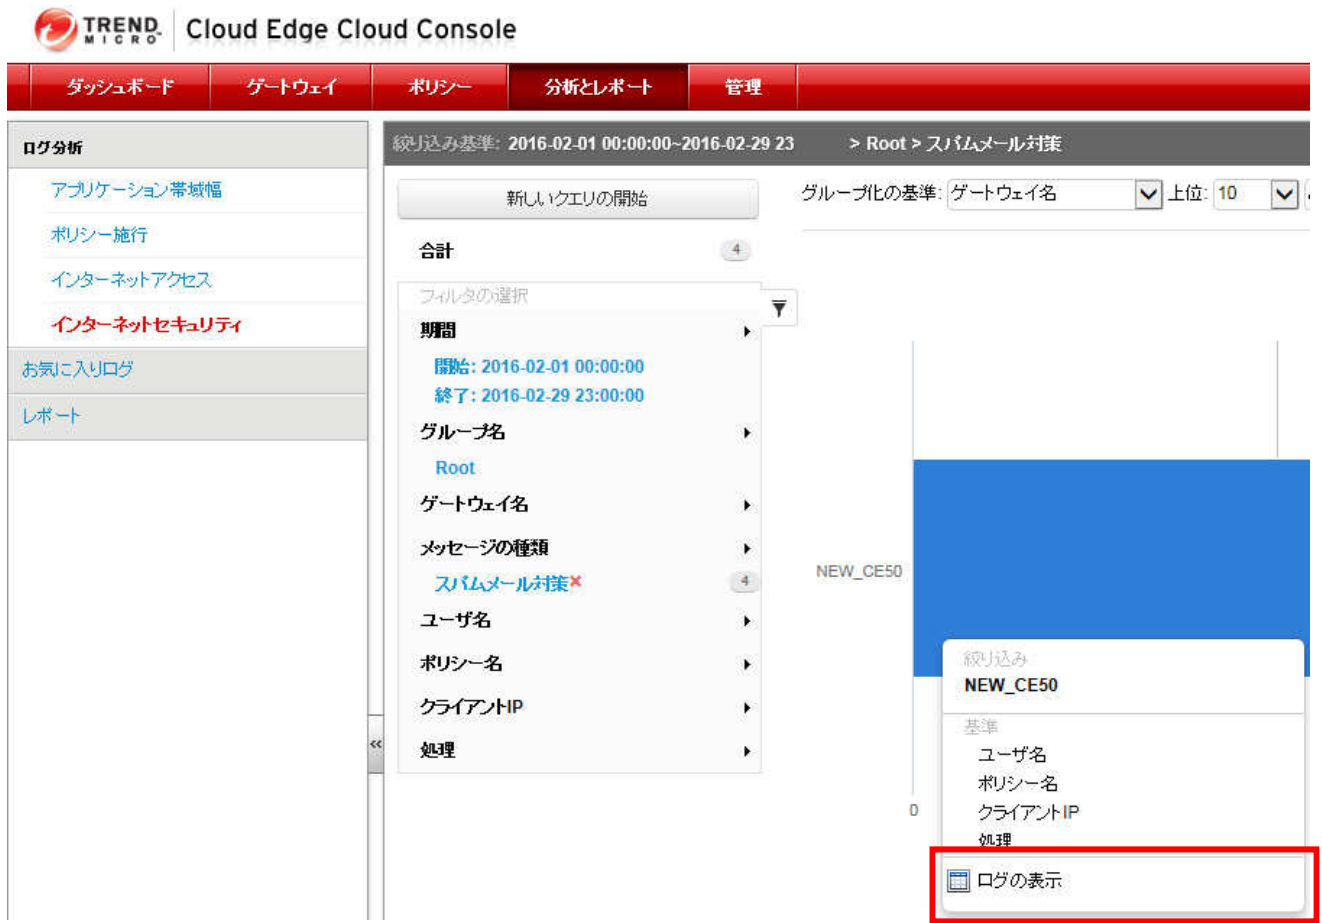 TREND MICRO Cloud Edge Cloud Console
ダッシュボード ゲートウェイ ポリシー 分析とレポート 管理
ログ分析
アプリケーション帯域幅
ポリシー施行
インターネットアクセス
インターネットセキュリティ
お気に入りログ
レポート
絞り込み基準: 2016-02-01 00:00:00~2016-02-29 23 > Root > スパムメール対策
新しいクエリの開始
グループ化の基準: ゲートウェイ名 上位: 10
合計 4
フィルタの選択
期間
開始: 2016-02-01 00:00:00
終了: 2016-02-29 23:00:00
グループ名
Root
ゲートウェイ名
メッセージの種類
スパムメール対策× 4
ユーザ名
ポリシー名
クライアントIP
処理
«
NEW_CE50
0
絞り込み
NEW_CE50
基準
ユーザ名
ポリシー名
クライアントIP
処理
ログの表示